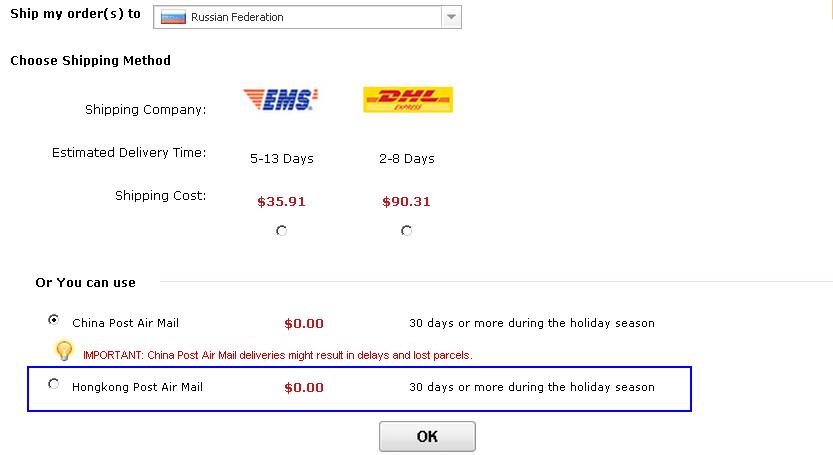 Ship my order(s) to Russian Federation
Choose Shipping Method
Shipping Company: EMS DHL EXPRESS
Estimated Delivery Time: 5-13 Days 2-8 Days
Shipping Cost: $35.91 $90.31
Or You can use
China Post Air Mail $0.00 30 days or more during the holiday season
IMPORTANT: China Post Air Mail deliveries might result in delays and lost parcels.
Hongkong Post Air Mail $0.00 30 days or more during the holiday season
OK